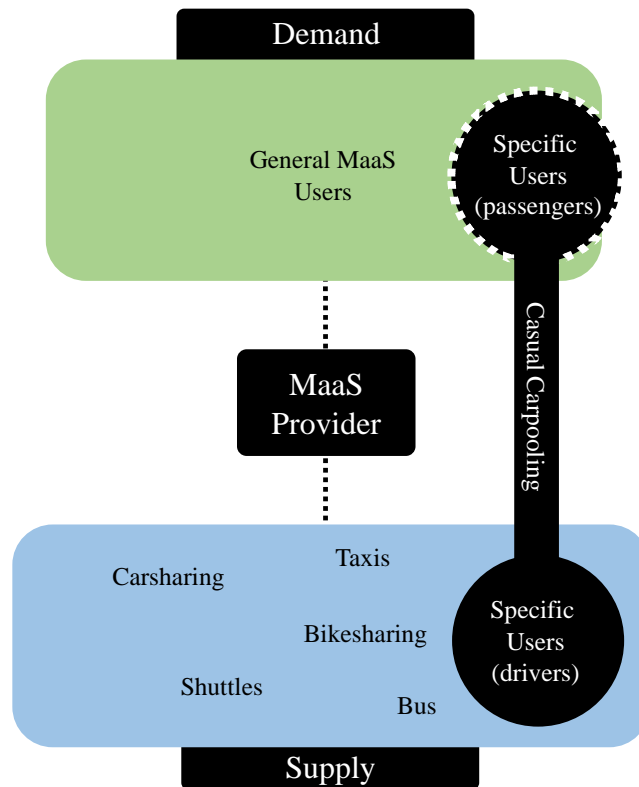 Demand
General MaaS
Users
Specific
Users
(passengers)
Casual Carpooling
MaaS
Provider
Taxis
Carsharing
Bikesharing
Shuttles
Bus
Specific
Users
(drivers)
Supply